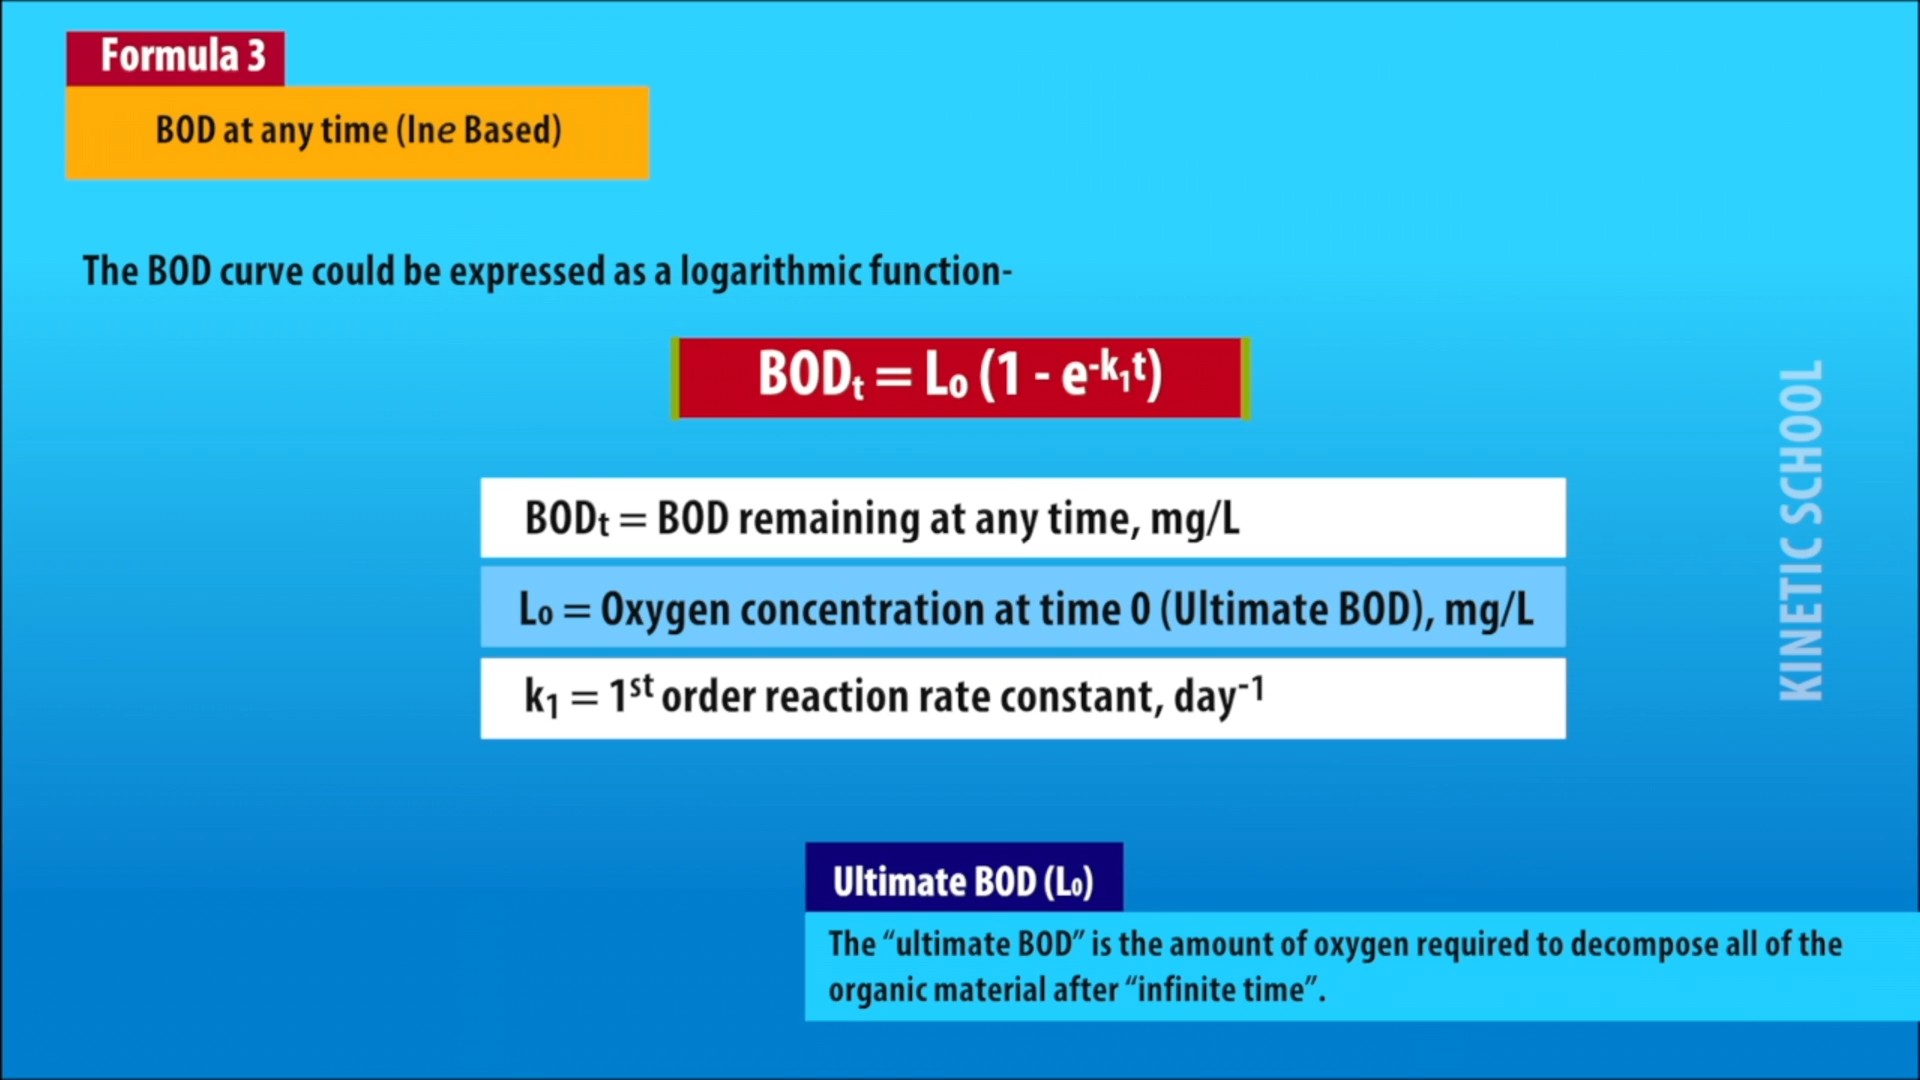 Formula 3
BOD at any time (lne Based)
The BOD curve could be expressed as a logarithmic function-
BODₜ = L₀ (1 - e⁻ᵏ₁ᵗ)
BODₜ = BOD remaining at any time, mg/L
L₀ = Oxygen concentration at time 0 (Ultimate BOD), mg/L
k₁ = 1ˢᵗ order reaction rate constant, day⁻¹
KINETIC SCHOOL
Ultimate BOD (L₀)
The “ultimate BOD” is the amount of oxygen required to decompose all of the
organic material after “infinite time”.